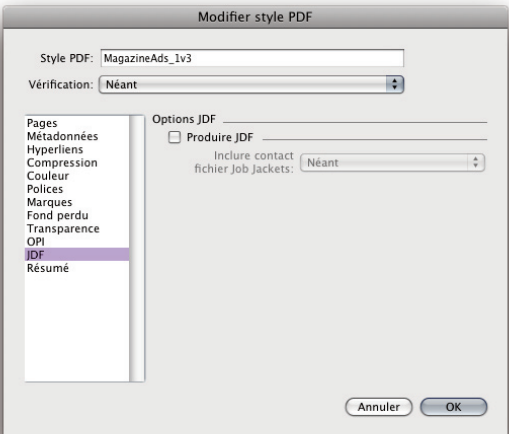 Modifier style PDF
Style PDF: MagazineAds_1v3
Vérification: Néant
Options JDF
Produire JDF
Inclure contact
fichier Job Jackets: Néant
Pages
Métadonnées
Hyperliens
Compression
Couleur
Polices
Marques
Fond perdu
Transparence
OPI
JDF
Résumé
Annuler OK